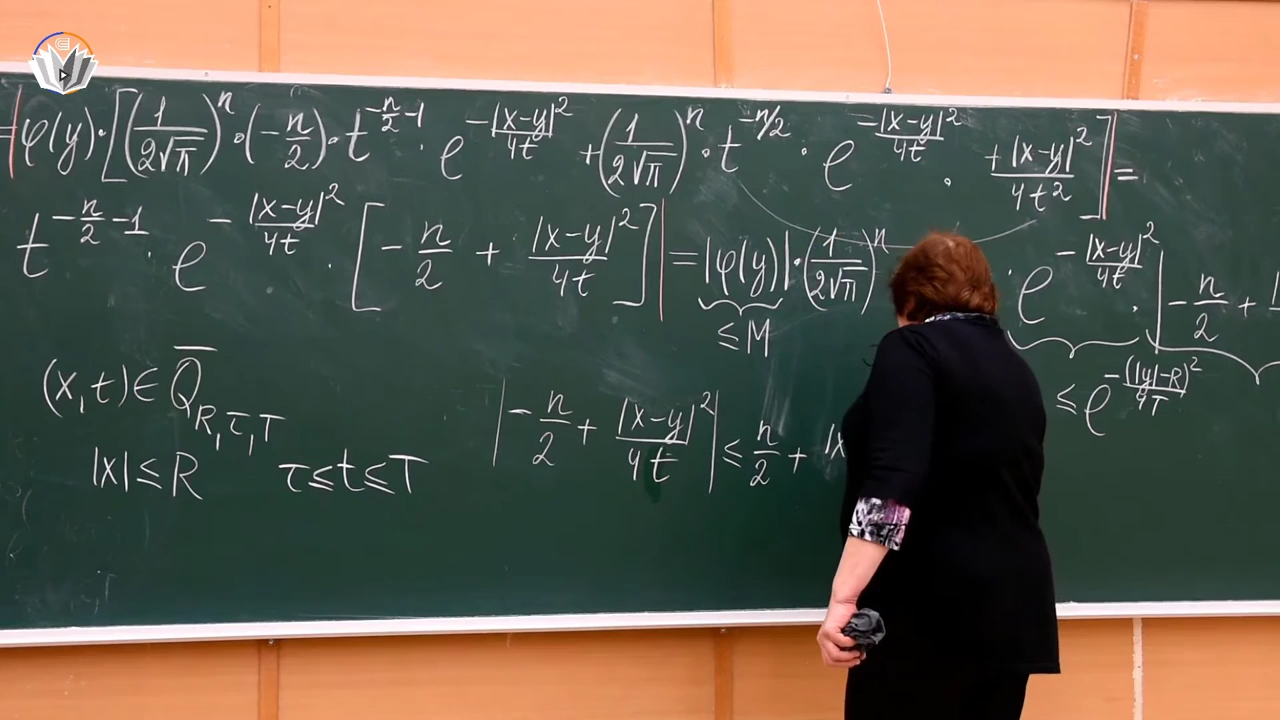 =|φ(y)·[(1/2√π)ⁿ·(-n/2)·t^(-n/2-1)·e^(-|x-y|²/4t)+(1/2√π)ⁿ·t^(-n/2)·e^(-|x-y|²/4t)·+|x-y|²/4t²]|=
t^(-n/2-1)·e^(-|x-y|²/4t)·[-n/2+|x-y|²/4t]|=|φ(y)|·(1/2√π)ⁿ ·e^(-|x-y|²/4t)·|-n/2+
≤M
≤e^(-(|y|-R)²/4T)
(x,t)∈Q̅_R,τ,T
|-n/2+|x-y|²/4t|≤n/2+|x
|x|≤R τ≤t≤T